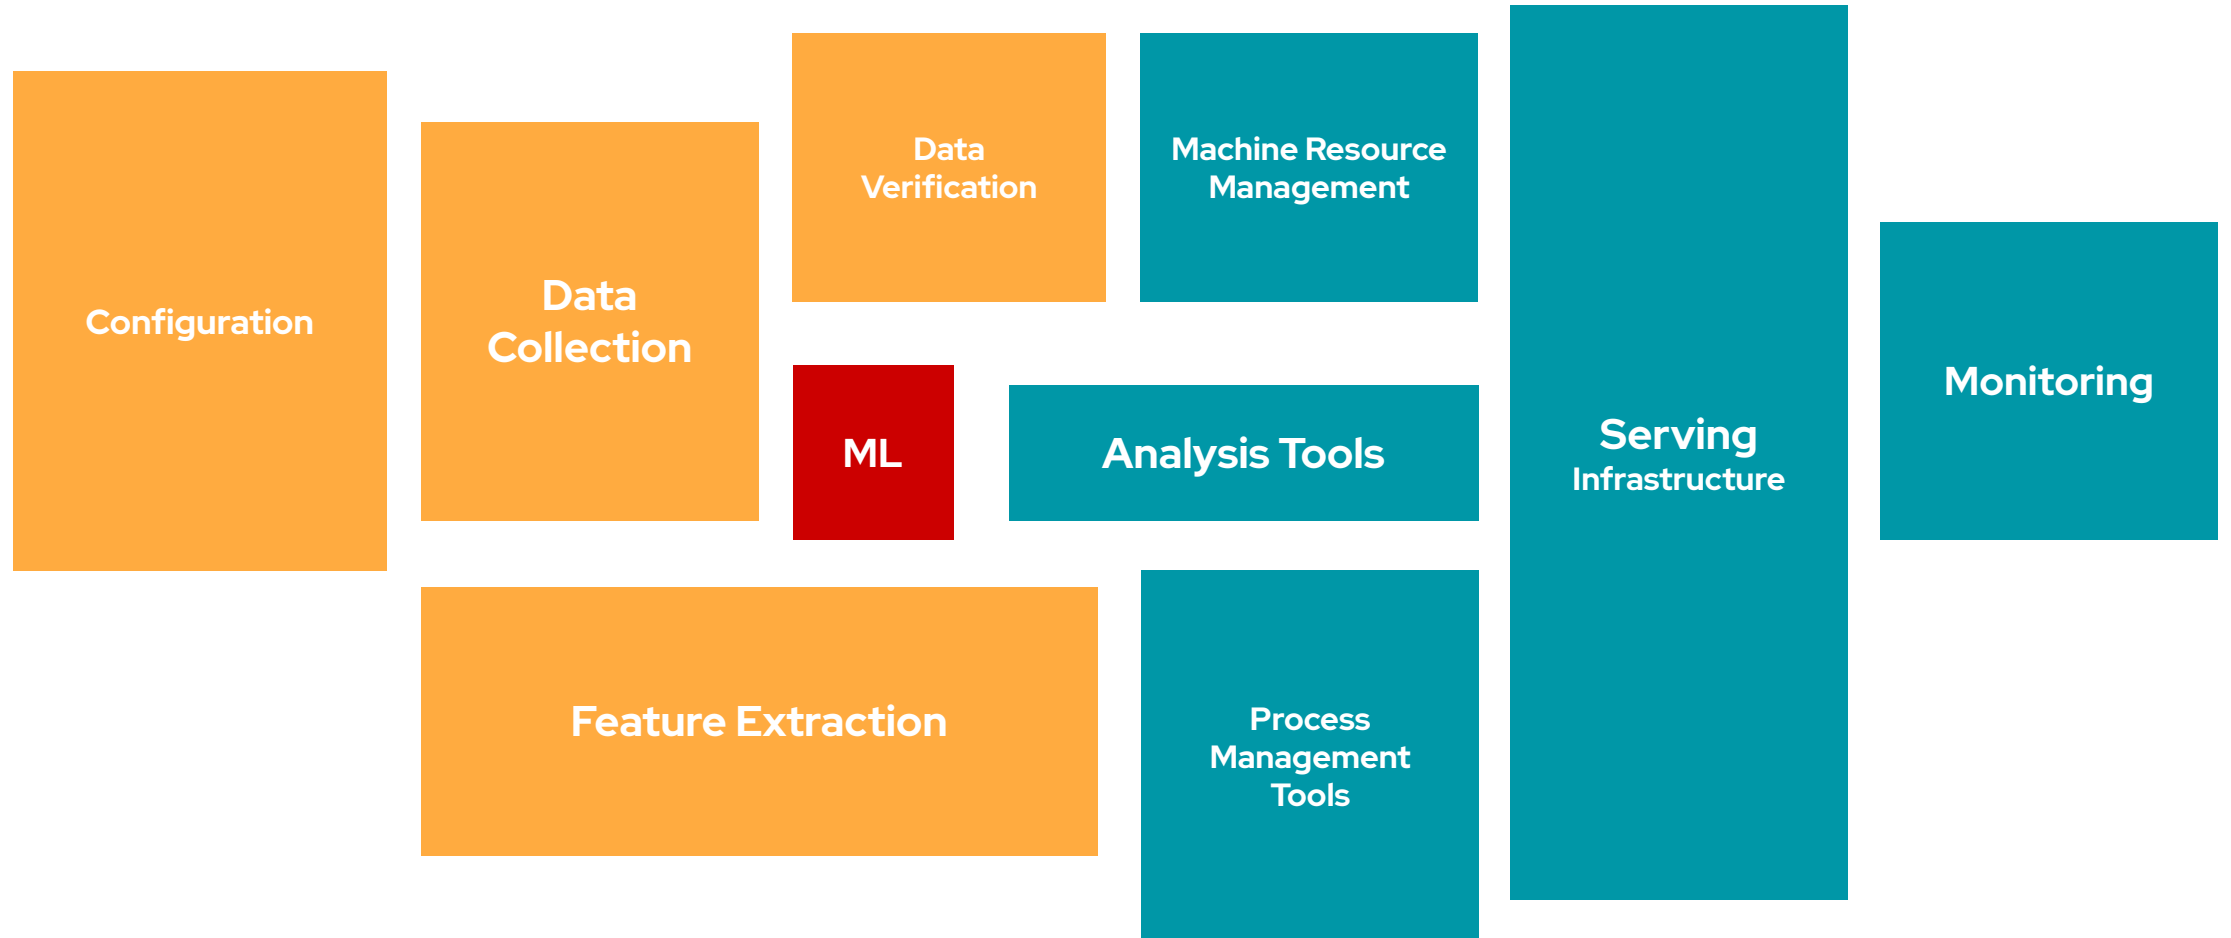 Configuration
Data
Collection
Data
Verification
Machine Resource
Management
ML
Analysis Tools
Feature Extraction
Process
Management
Tools
Serving
Infrastructure
Monitoring